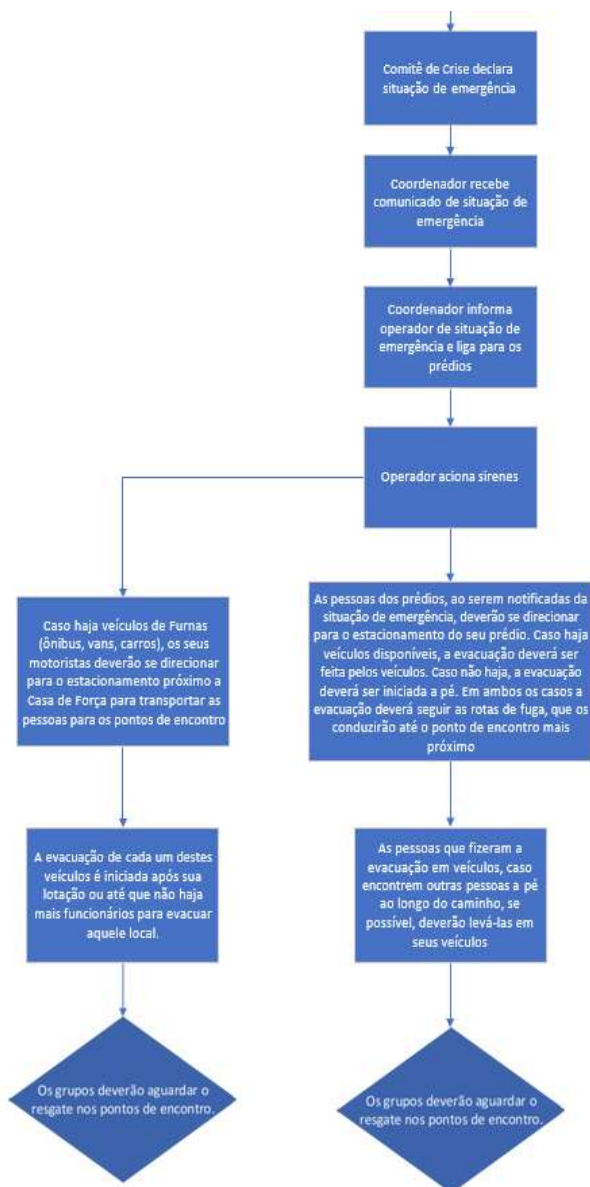 Comitê de Crise declara
situação de emergência
Coordenador recebe
comunicado de situação de
emergência
Coordenador informa
operador de situação de
emergência e liga para os
prédios
Operador aciona sirenes
Caso haja veículos de Furnas
(ônibus, vans, carros), os seus
motoristas deverão se direcionar
para o estacionamento próximo a
Casa de Força para transportar as
pessoas para os pontos de encontro
A evacuação de cada um destes
veículos é iniciada após sua
lotação ou até que não haja
mais funcionários para evacuar
aquele local.
Os grupos deverão aguardar o
resgate nos pontos de encontro.
As pessoas dos prédios, ao serem notificadas da
situação de emergência, deverão se direcionar
para o estacionamento do seu prédio. Caso haja
veículos disponíveis, a evacuação deverá ser
feita pelos veículos. Caso não haja, a evacuação
deverá ser iniciada a pé. Em ambos os casos a
evacuação deverá seguir as rotas de fuga, que os
conduzirão até o ponto de encontro mais
próximo
As pessoas que fizeram a
evacuação em veículos, caso
encontrem outras pessoas a pé
ao longo do caminho, se
possível, deverão levá-las em
seus veículos
Os grupos deverão aguardar o
resgate nos pontos de encontro.